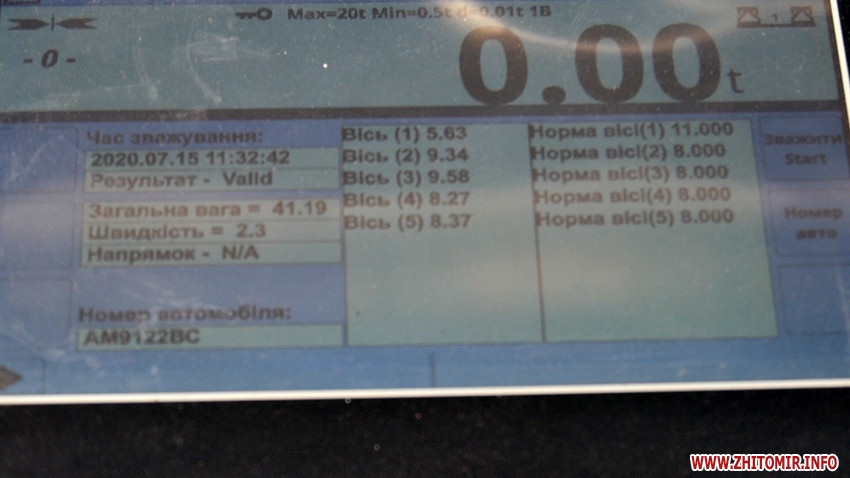 Max=20t Min=0.5t d=0.01t 1B
- 0 -
0.00 t
1
Час зважування:
2020.07.15 11:32:42
Результат - Valid
Загальна вага = 41.19
Швидкість = 2.3
Напрямок - N/A
Номер автомобіля:
AM9122BC
Вісь (1) 5.63
Вісь (2) 9.34
Вісь (3) 9.58
Вісь (4) 8.27
Вісь (5) 8.37
Норма вісі(1) 11.000
Норма вісі(2) 8.000
Норма вісі(3) 8.000
Норма вісі(4) 8.000
Норма вісі(5) 8.000
Зважити
Start
Номер
авто
WWW.ZHITOMIR.INFO